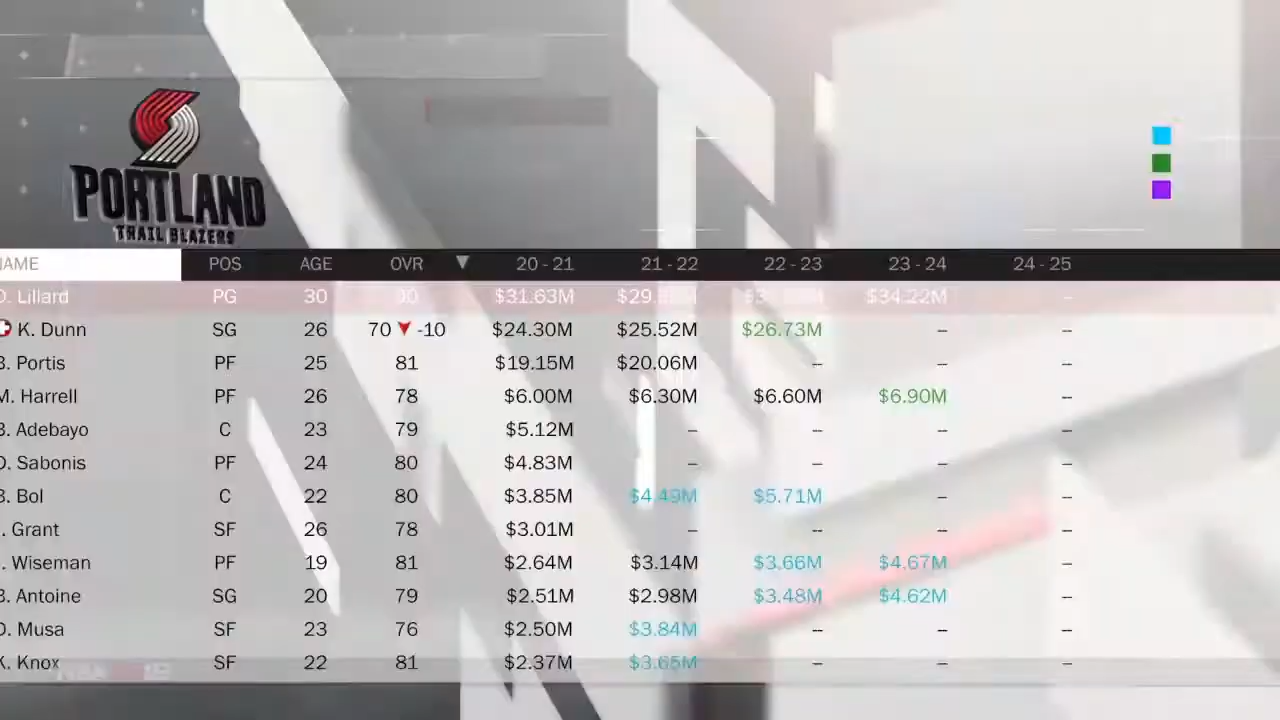 PORTLAND
TRAIL BLAZERS
AME POS AGE OVR ▼ 20 - 21 21 - 22 22 - 23 23 - 24 24 - 25
D. Lillard PG 30 $31.63M $34.22M --
K. Dunn SG 26 70 -10 $24.30M $25.52M $26.73M -- --
B. Portis PF 25 81 $19.15M $20.06M -- -- --
M. Harrell PF 26 78 $6.00M $6.30M $6.60M $6.90M --
B. Adebayo C 23 79 $5.12M -- -- -- --
D. Sabonis PF 24 80 $4.83M -- -- -- --
B. Bol C 22 80 $3.85M $4.49M $5.71M -- --
. Grant SF 26 78 $3.01M -- -- -- --
. Wiseman PF 19 81 $2.64M $3.14M $3.66M $4.67M --
B. Antoine SG 20 79 $2.51M $2.98M $3.48M $4.62M --
D. Musa SF 23 76 $2.50M $3.84M -- -- --
K. Knox SF 22 81 $2.37M $3.65M -- -- --